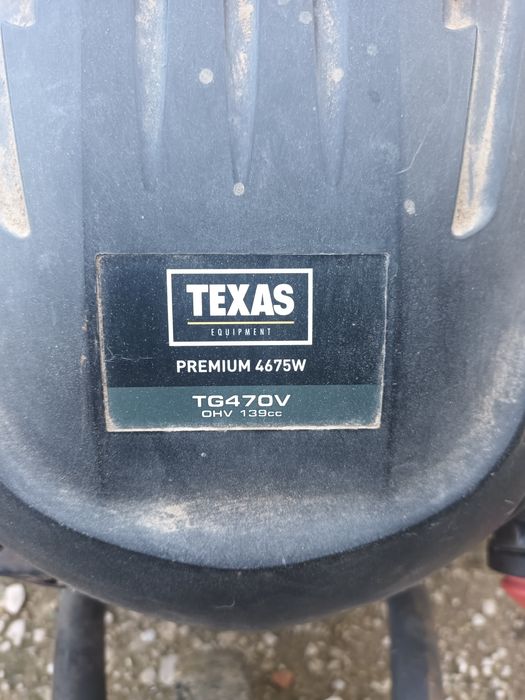 TEXAS
EQUIPMENT
PREMIUM 4675W
TG470V
OHV 139cc